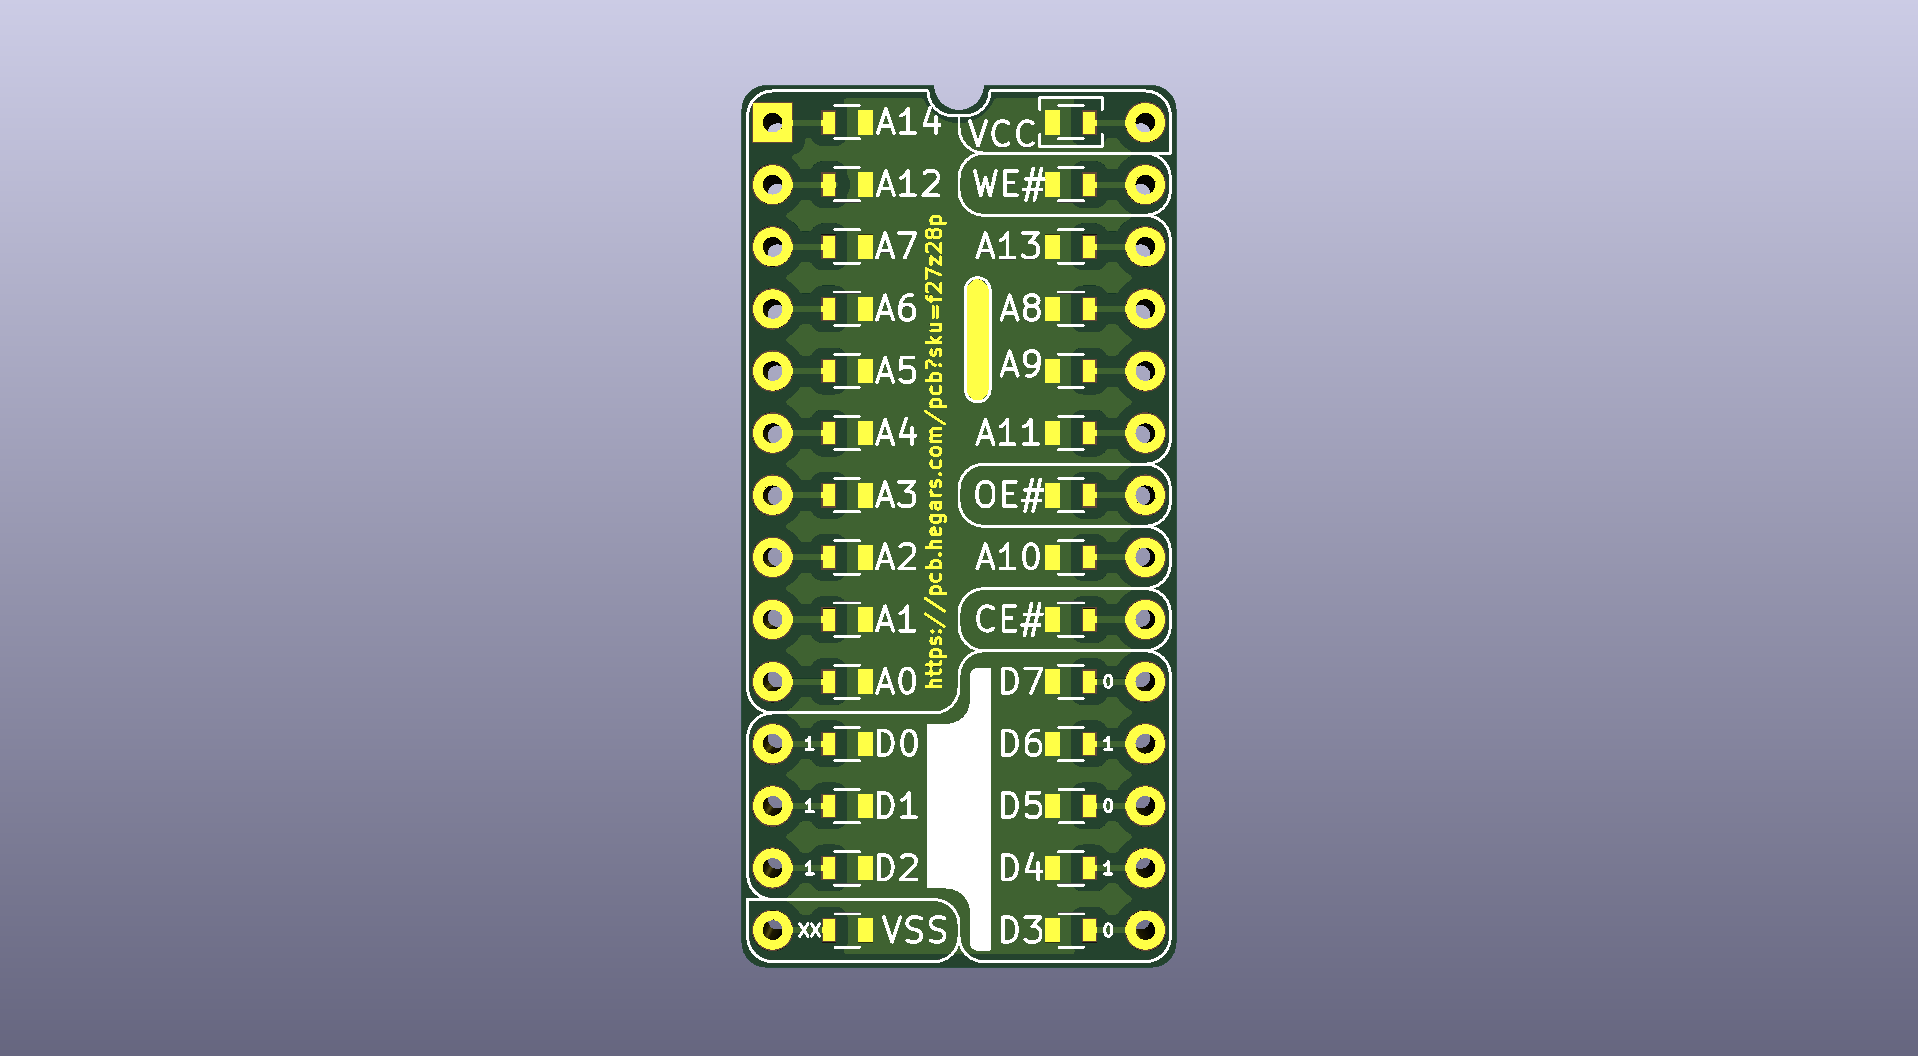 A14 VCC
A12 WE#
A7 A13
A6 A8
A5 A9
A4 A11
A3 OE#
A2 A10
A1 CE#
A0 D7 0
1 D0 D6 1
1 D1 D5 0
1 D2 D4 1
XX VSS D3 0
https://pcb.hegars.com/pcb?sku=f27z28p